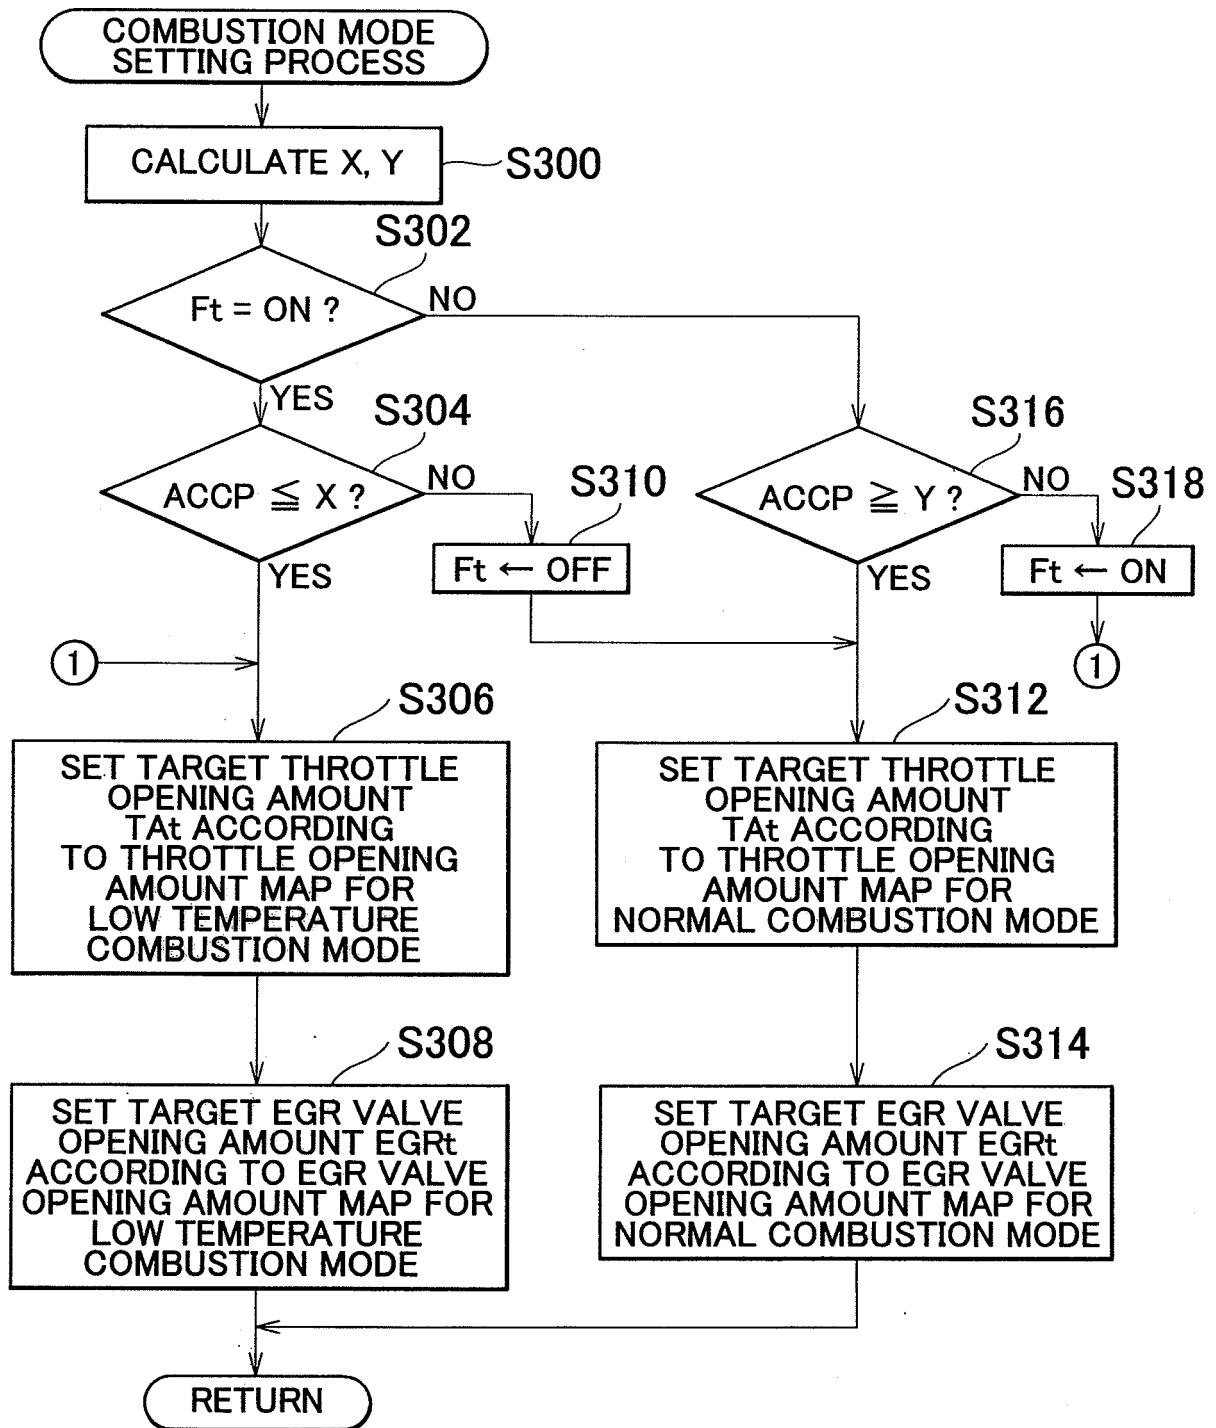 COMBUSTION MODE
SETTING PROCESS
CALCULATE X, Y
S300
S302
Ft = ON ?
NO
YES
S304
ACCP ≦ X ?
NO
YES
S310
Ft ← OFF
S316
ACCP ≧ Y ?
NO
YES
S318
Ft ← ON
1
1
S306
SET TARGET THROTTLE
OPENING AMOUNT
TAt ACCORDING
TO THROTTLE OPENING
AMOUNT MAP FOR
LOW TEMPERATURE
COMBUSTION MODE
S312
SET TARGET THROTTLE
OPENING AMOUNT
TAt ACCORDING
TO THROTTLE OPENING
AMOUNT MAP FOR
NORMAL COMBUSTION MODE
S308
SET TARGET EGR VALVE
OPENING AMOUNT EGRt
ACCORDING TO EGR VALVE
OPENING AMOUNT MAP FOR
LOW TEMPERATURE
COMBUSTION MODE
S314
SET TARGET EGR VALVE
OPENING AMOUNT EGRt
ACCORDING TO EGR VALVE
OPENING AMOUNT MAP FOR
NORMAL COMBUSTION MODE
RETURN